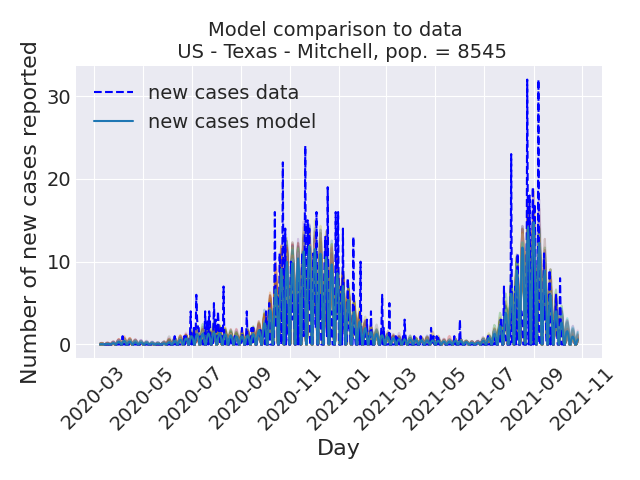 Model comparison to data
US - Texas - Mitchell, pop. = 8545
Number of new cases reported
30
20
10
0
new cases data
new cases model
2020-03
2020-05
2020-07
2020-09
2020-11
2021-01
2021-03
2021-05
2021-07
2021-09
2021-11
Day